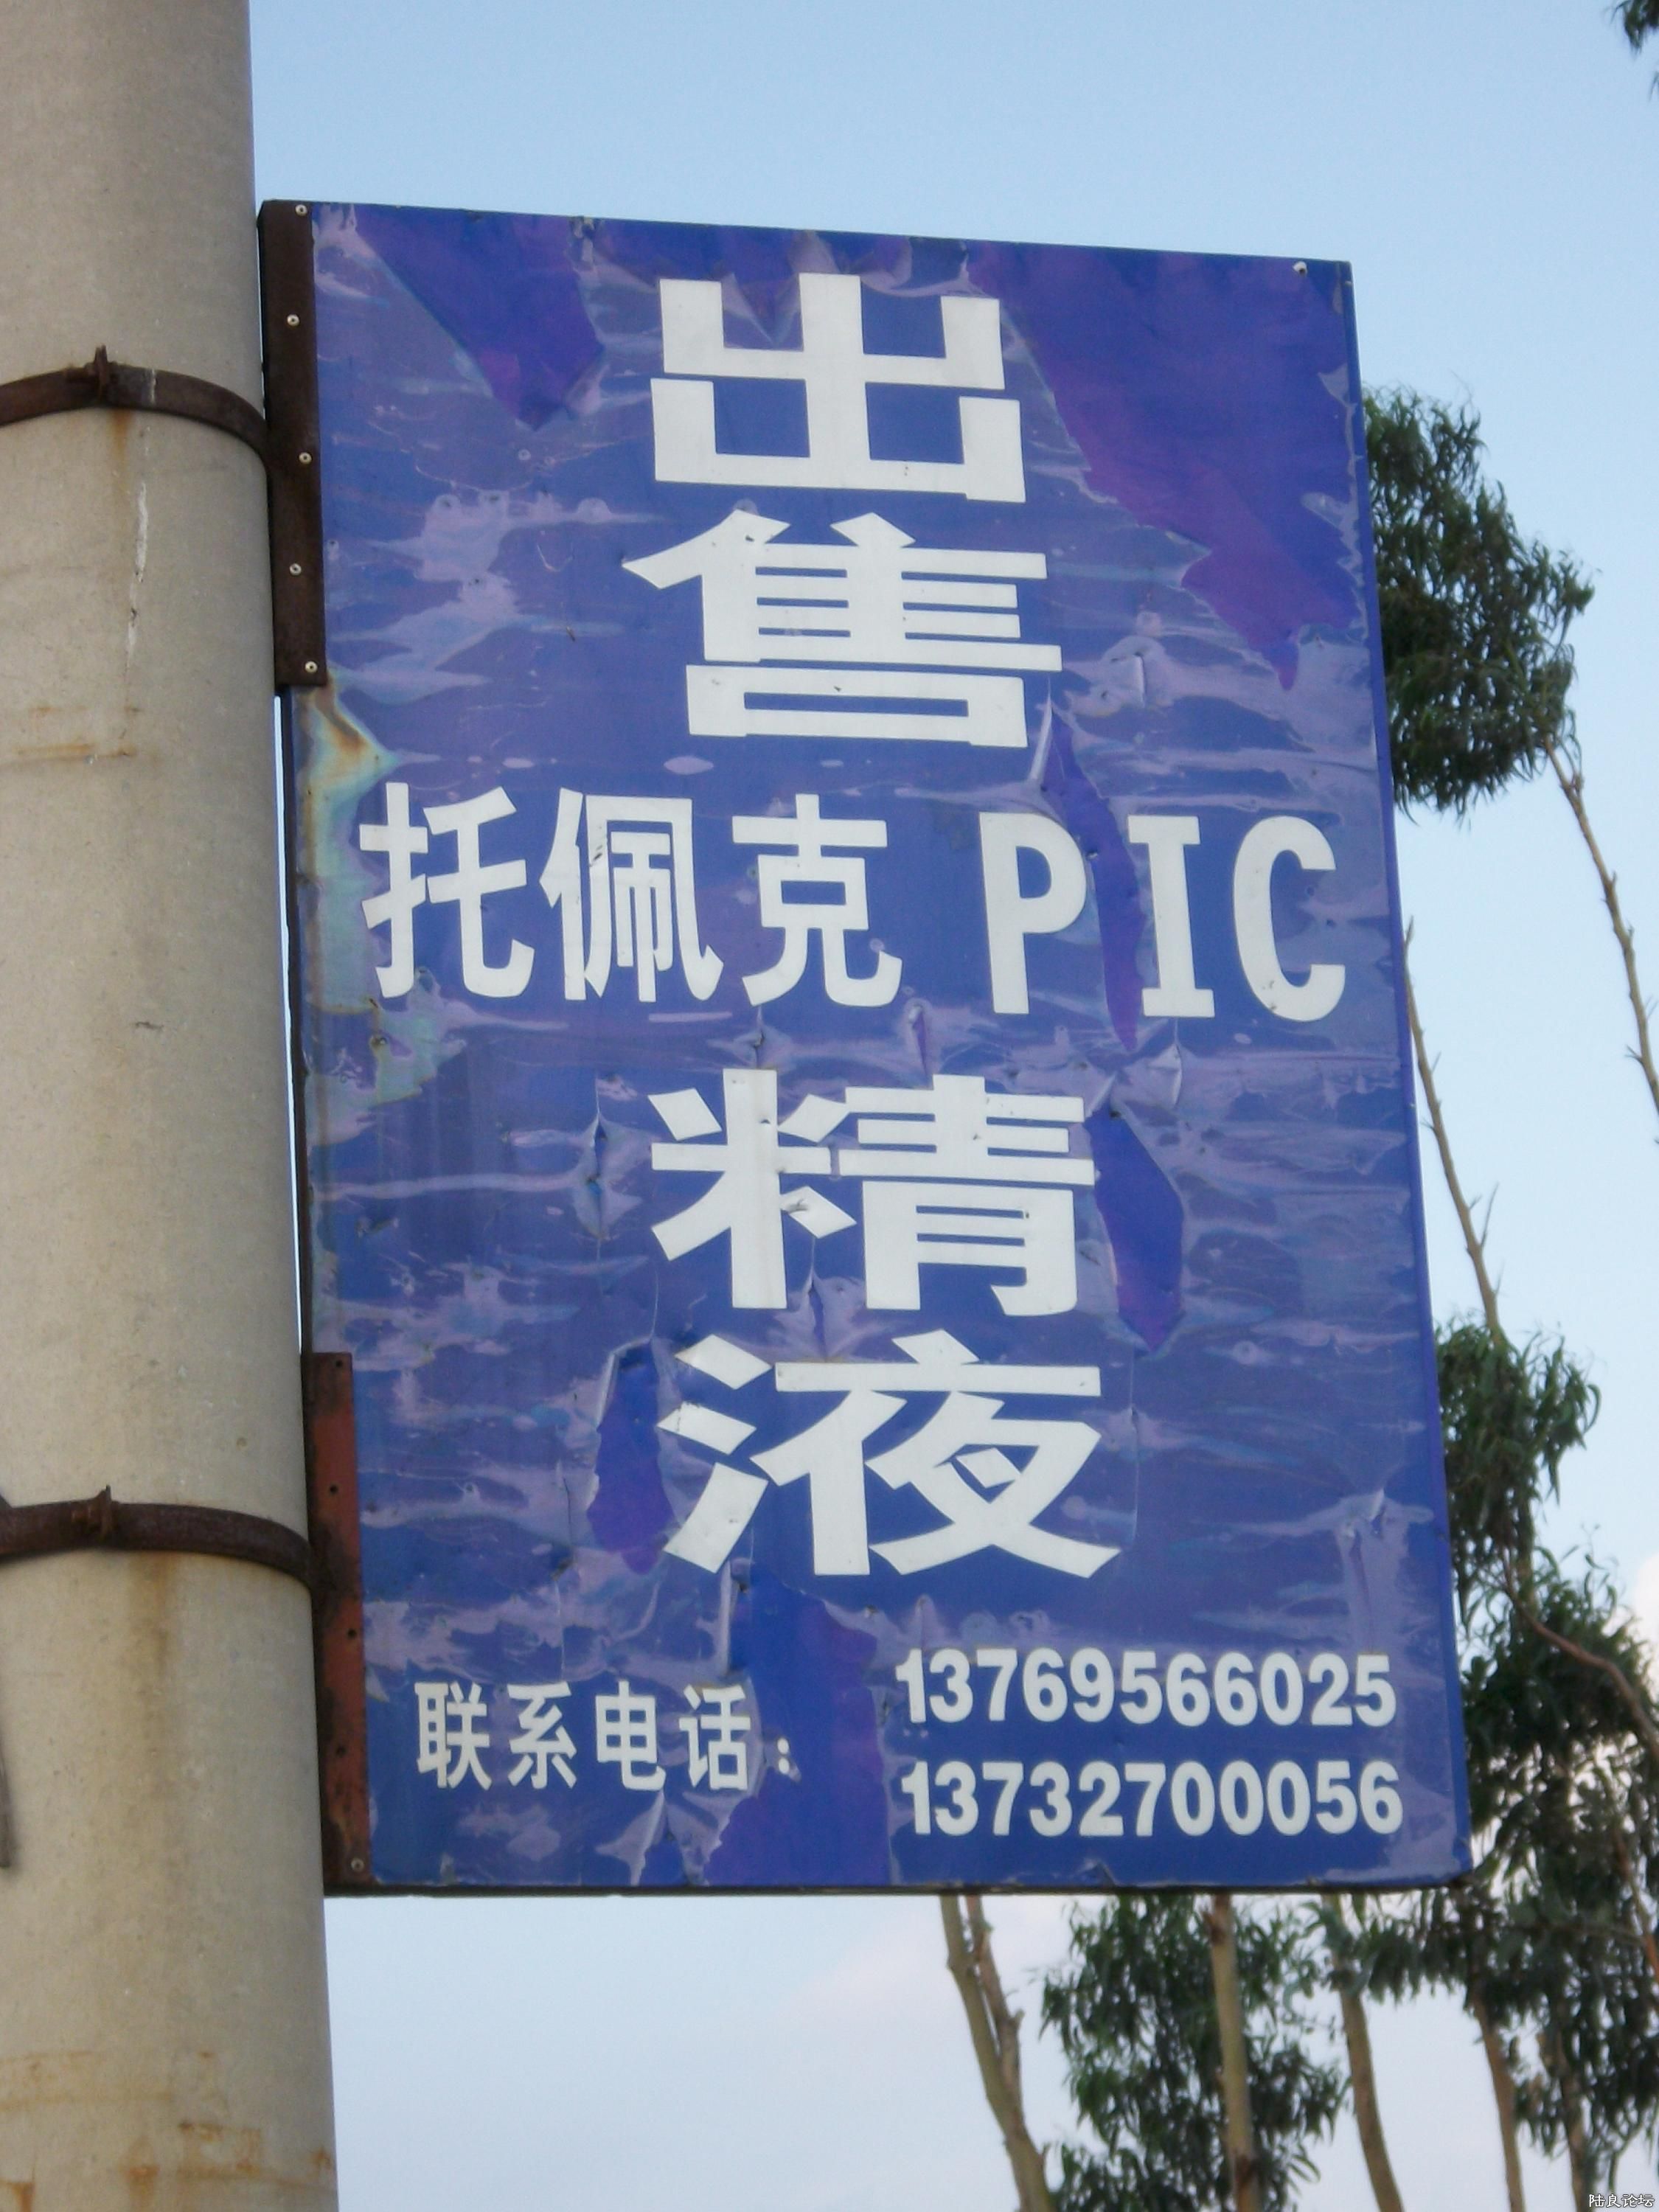 出
售
托佩克 PIC
精
液
联系电话：
13769566025
13732700056
陆良论坛